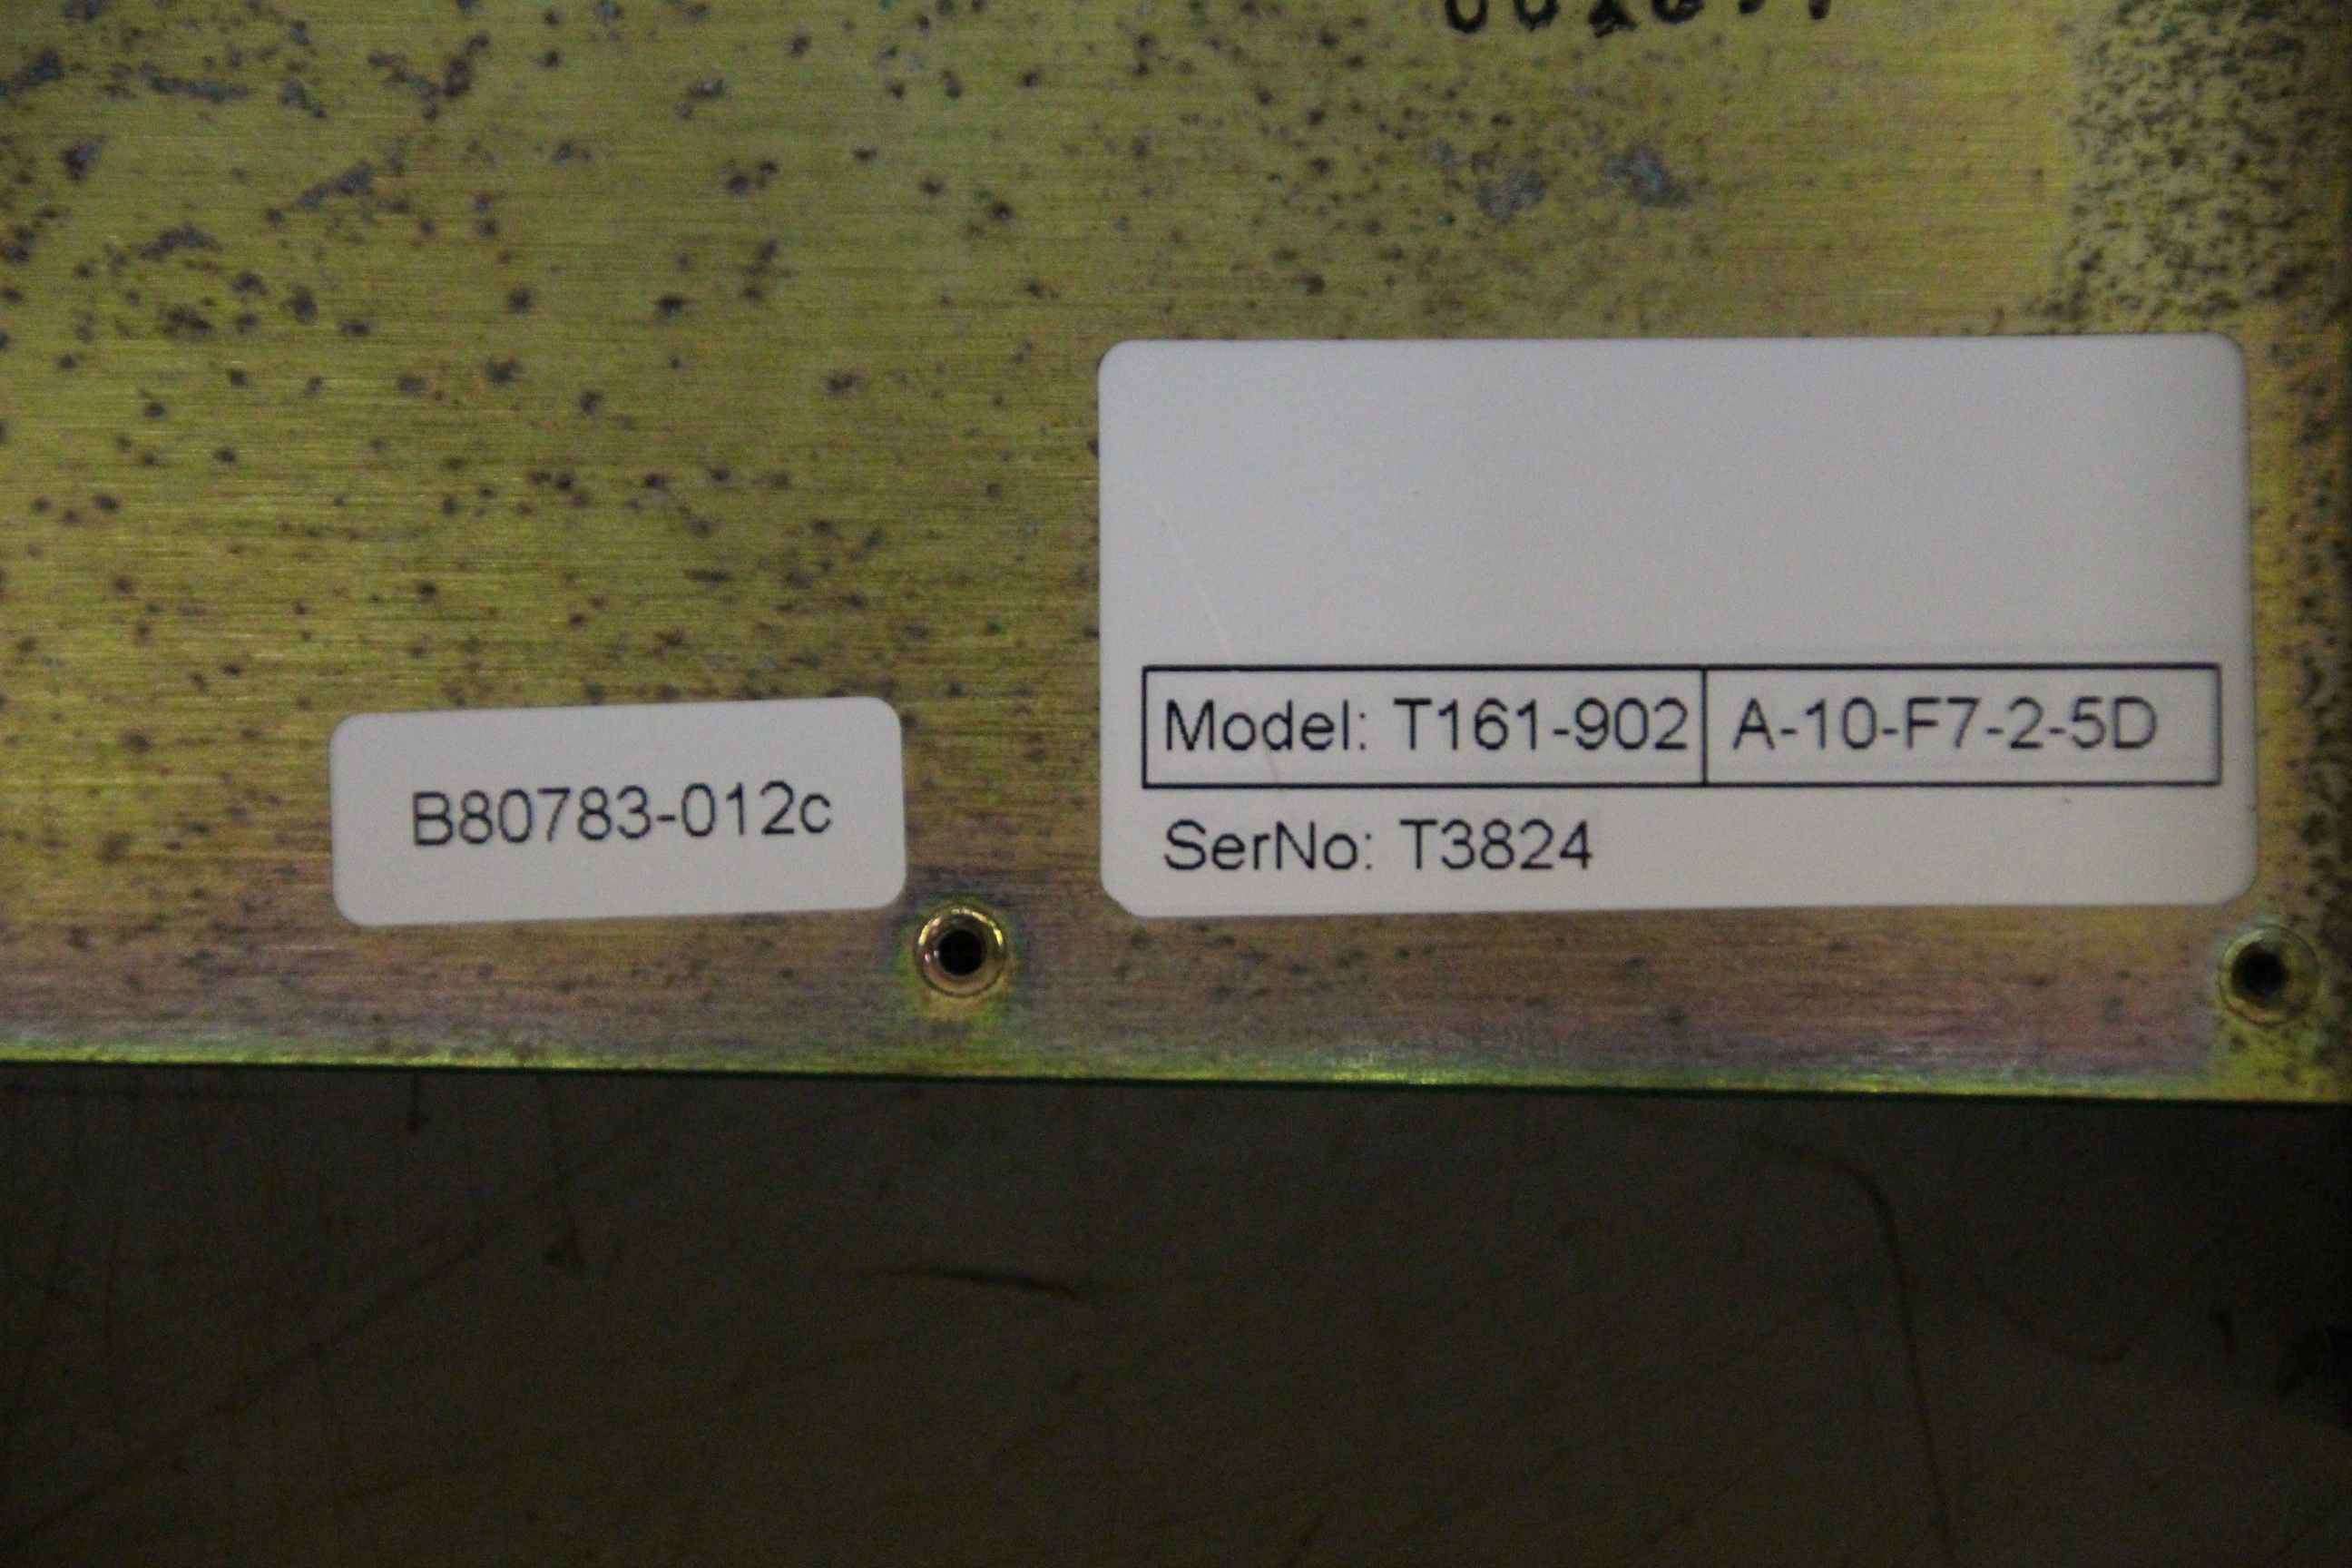 B80783-012c
Model: T161-902 A-10-F7-2-5D
SerNo: T3824